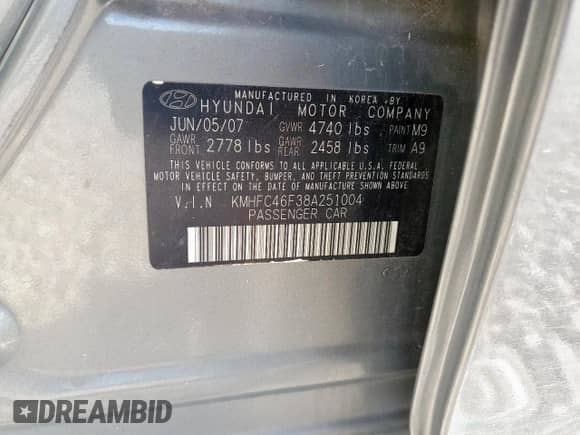 MANUFACTURED IN KOREA BY
HYUNDAI MOTOR COMPANY
JUN/05/07 GVWR 4740 lbs PAINT M9
GAWR FRONT 2778 lbs GAWR REAR 2458 lbs TRIM A9
THIS VEHICLE CONFORMS TO ALL APPLICABLE U.S.A. FEDERAL
MOTOR VEHICLE SAFETY, BUMPER, AND THEFT PREVENTION STANDARDS
IN EFFECT ON THE DATE OF MANUFACTURE SHOWN ABOVE.
V.I.N KMHFC46F38A251004
PASSENGER CAR
DREAMBID